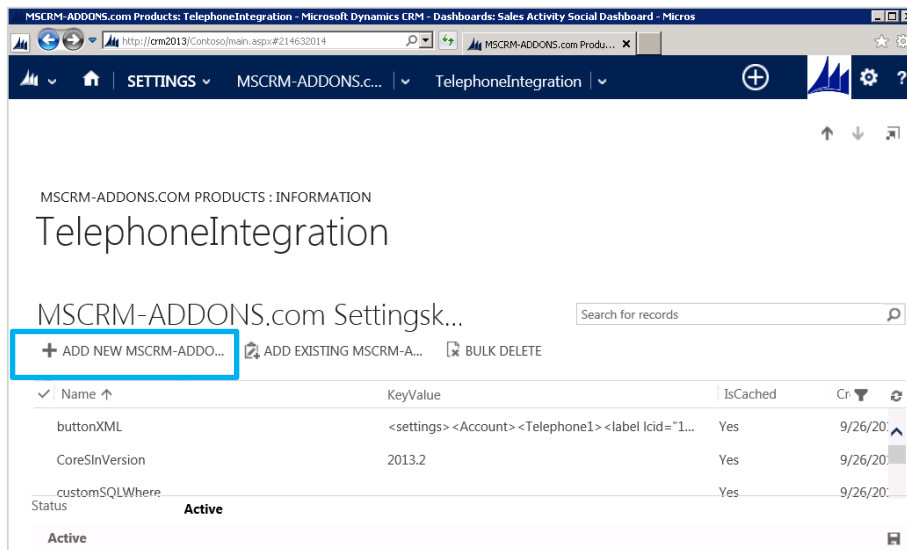 MSCRM-ADDONS.com Products: TelephoneIntegration - Microsoft Dynamics CRM - Dashboards: Sales Activity Social Dashboard - Micros
http://crm2013/Contoso/main.aspx#214632014
MSCRM-ADDONS.com Produ...
SETTINGS MSCRM-ADDONS.c... TelephoneIntegration ?
MSCRM-ADDONS.COM PRODUCTS : INFORMATION
TelephoneIntegration
MSCRM-ADDONS.com Settingsk...
Search for records
ADD NEW MSCRM-ADDO... ADD EXISTING MSCRM-A... BULK DELETE
Name KeyValue IsCached Cr
buttonXML <settings><Account><Telephone1><label lcid="1... Yes 9/26/20
CoreSlnVersion 2013.2 Yes 9/26/20
customSQLWhere Yes 9/26/20
Status Active
Active